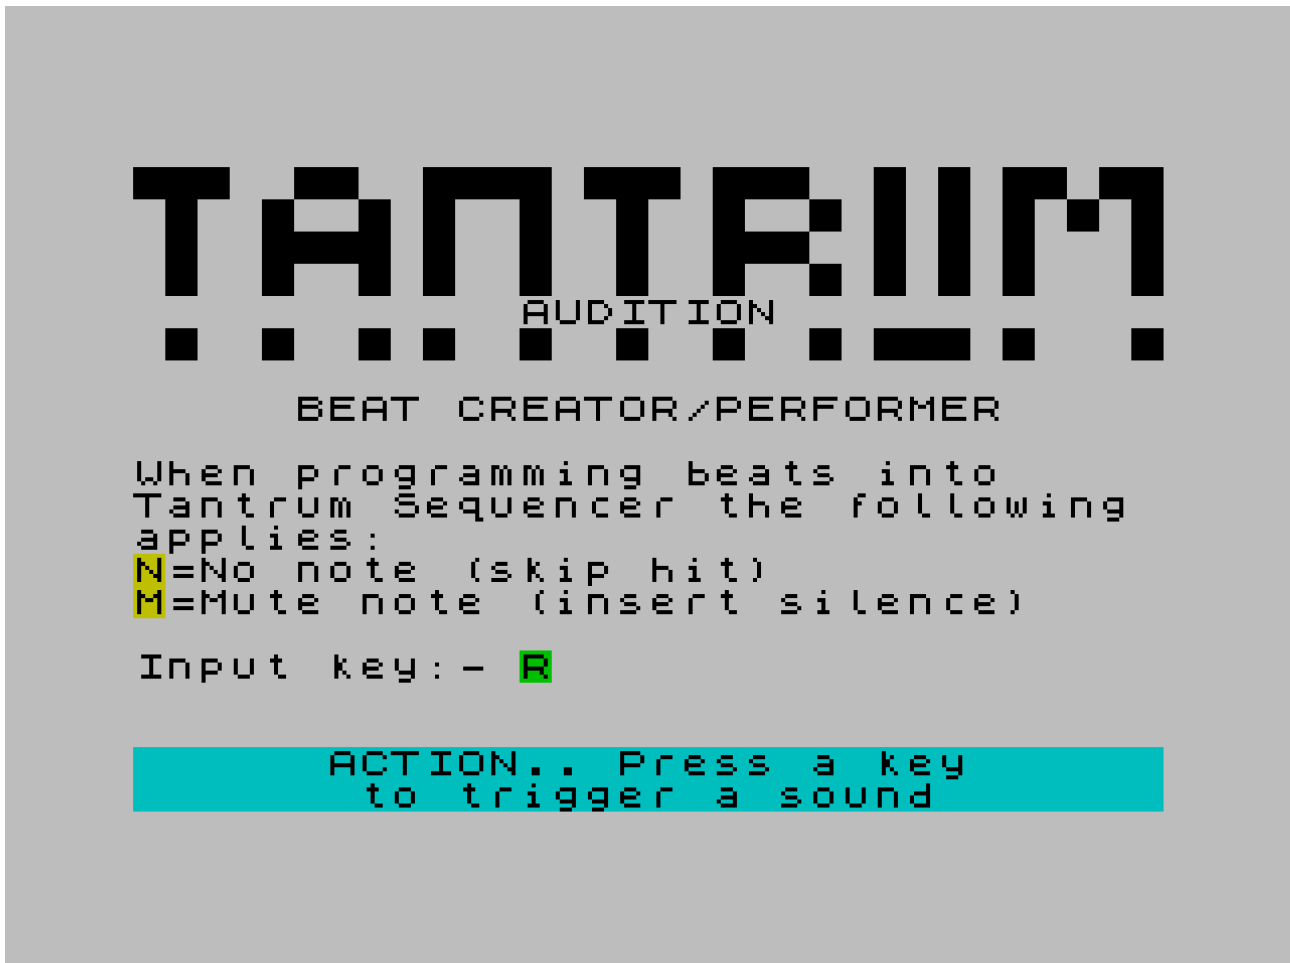 TANTRUM
AUDITION
BEAT CREATOR/PERFORMER
When programming beats into
Tantrum Sequencer the following
applies:
N=No note (skip hit)
M=Mute note (insert silence)
Input key:- R
ACTION.. Press a key
to trigger a sound